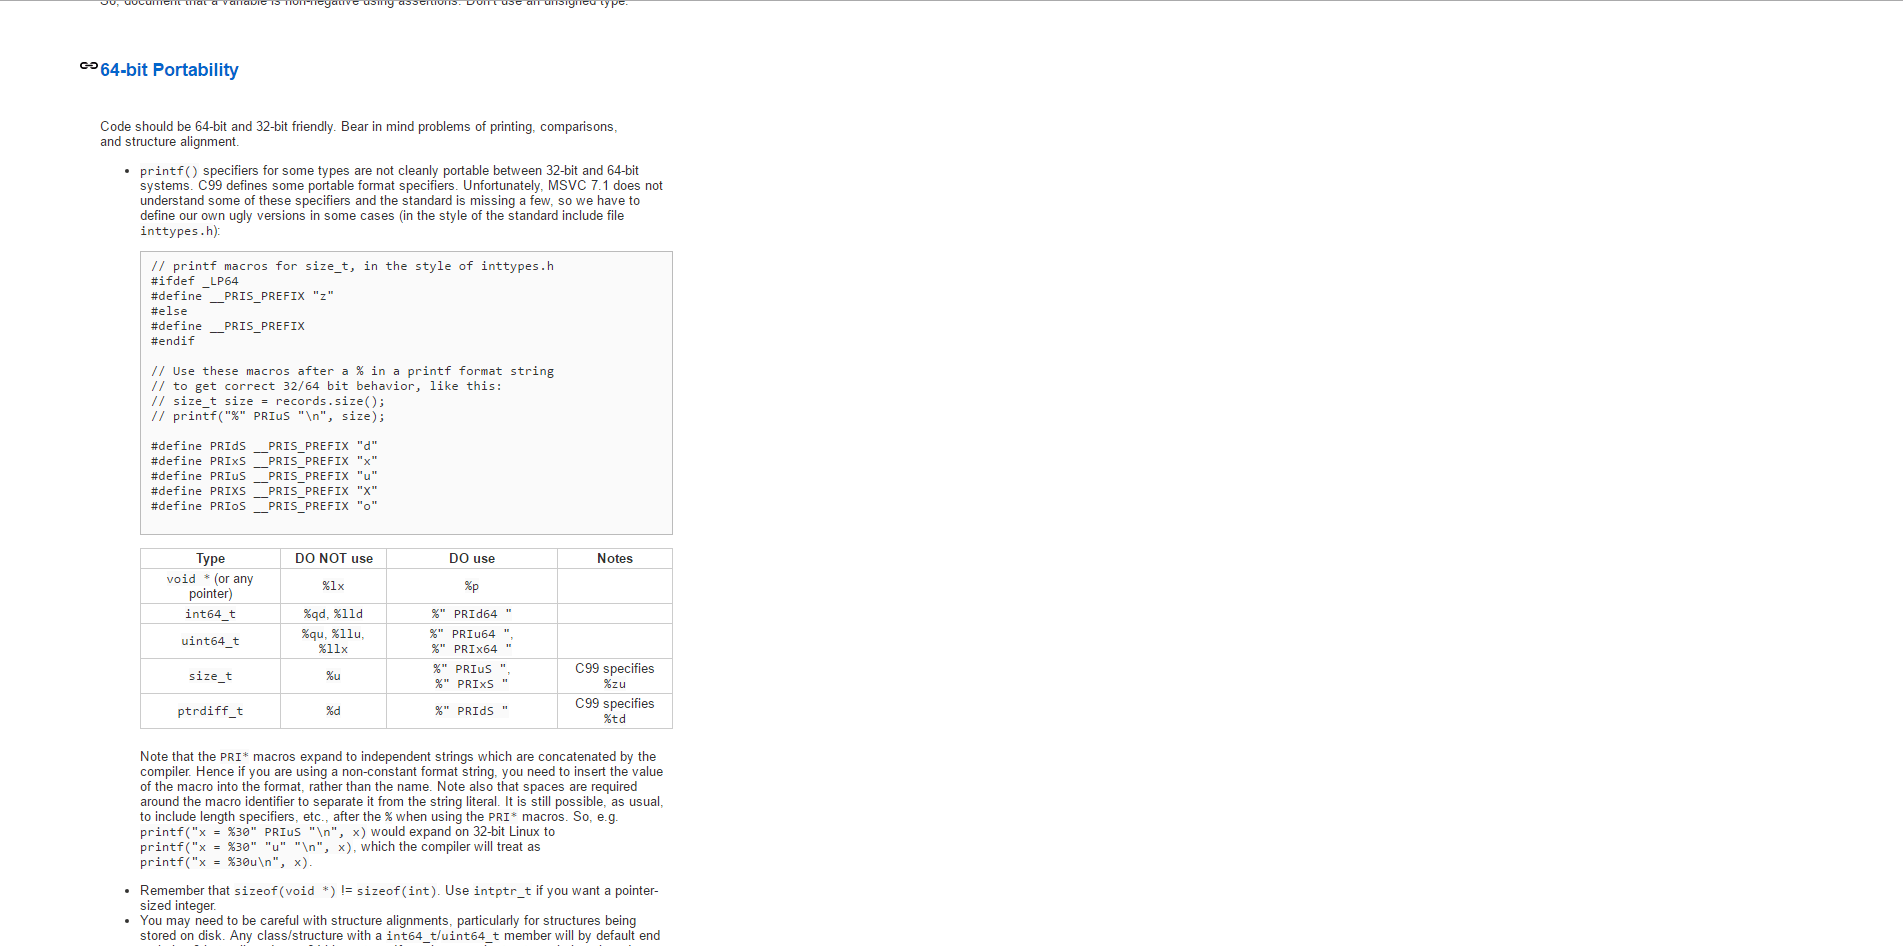 So, document that a variable is non-negative using assertions. Don't use an unsigned type.
64-bit Portability
Code should be 64-bit and 32-bit friendly. Bear in mind problems of printing, comparisons,
and structure alignment.
• printf() specifiers for some types are not cleanly portable between 32-bit and 64-bit
systems. C99 defines some portable format specifiers. Unfortunately, MSVC 7.1 does not
understand some of these specifiers and the standard is missing a few, so we have to
define our own ugly versions in some cases (in the style of the standard include file
inttypes.h):
// printf macros for size_t, in the style of inttypes.h
#ifdef _LP64
#define __PRIS_PREFIX "z"
#else
#define __PRIS_PREFIX
#endif
// Use these macros after a % in a printf format string
// to get correct 32/64 bit behavior, like this:
// size_t size = records.size();
// printf("%" PRIuS "\n", size);
#define PRIdS __PRIS_PREFIX "d"
#define PRIxS __PRIS_PREFIX "x"
#define PRIuS __PRIS_PREFIX "u"
#define PRIXS __PRIS_PREFIX "X"
#define PRIoS __PRIS_PREFIX "o"
Type DO NOT use DO use Notes
void * (or any
pointer)
%lx %p
int64_t %qd, %lld %" PRId64 "
uint64_t
%qu, %llu,
%llx
%" PRIu64 ",
%" PRIx64 "
size_t %u
%" PRIuS ",
%" PRIxS "
C99 specifies
%zu
ptrdiff_t %d %" PRIdS "
C99 specifies
%td
Note that the PRI* macros expand to independent strings which are concatenated by the
compiler. Hence if you are using a non-constant format string, you need to insert the value
of the macro into the format, rather than the name. Note also that spaces are required
around the macro identifier to separate it from the string literal. It is still possible, as usual,
to include length specifiers, etc., after the % when using the PRI* macros. So, e.g.
printf("x = %30" PRIuS "\n", x) would expand on 32-bit Linux to
printf("x = %30" "u" "\n", x), which the compiler will treat as
printf("x = %30u\n", x).
• Remember that sizeof(void *) != sizeof(int). Use intptr_t if you want a pointer-
sized integer.
• You may need to be careful with structure alignments, particularly for structures being
stored on disk. Any class/structure with a int64_t/uint64_t member will by default end